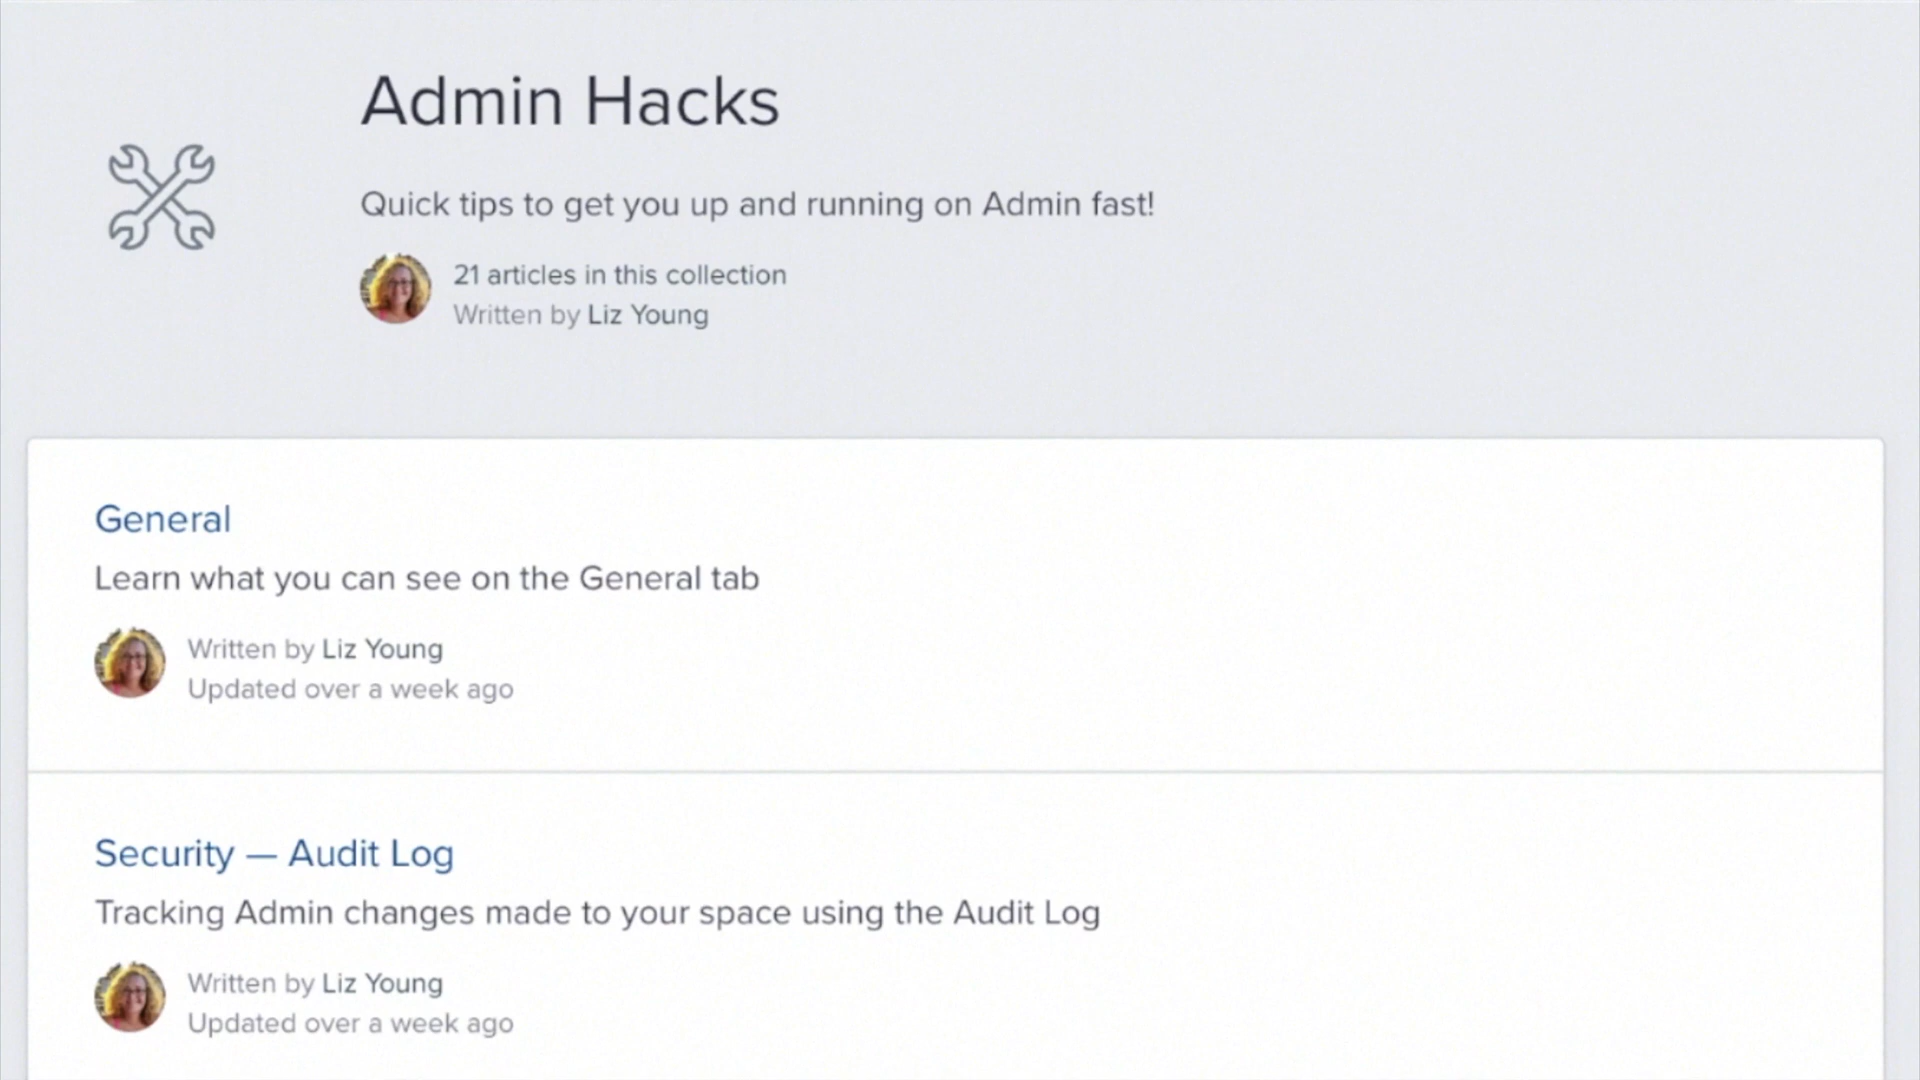 Admin Hacks
Quick tips to get you up and running on Admin fast!
21 articles in this collection
Written by Liz Young
General
Learn what you can see on the General tab
Written by Liz Young
Updated over a week ago
Security — Audit Log
Tracking Admin changes made to your space using the Audit Log
Written by Liz Young
Updated over a week ago